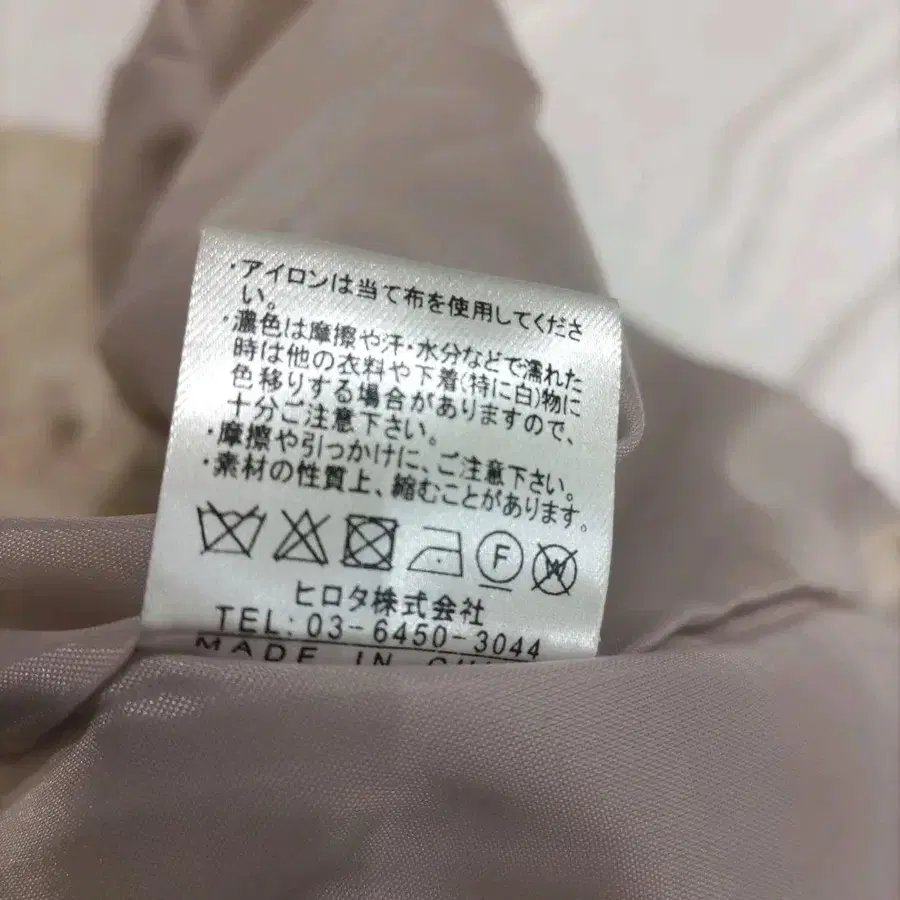 ・アイロンは当て布を使用してくださ
い。
・濃色は摩擦や汗・水分などで濡れた
時は他の衣料や下着(特に白)物に
色移りする場合がありますので、
十分ご注意下さい。
・摩擦や引っかけに、ご注意下さい。
・素材の性質上、縮むことがあります。
F W
ヒロタ株式会社
TEL: 03-6450-3044
MADE IN